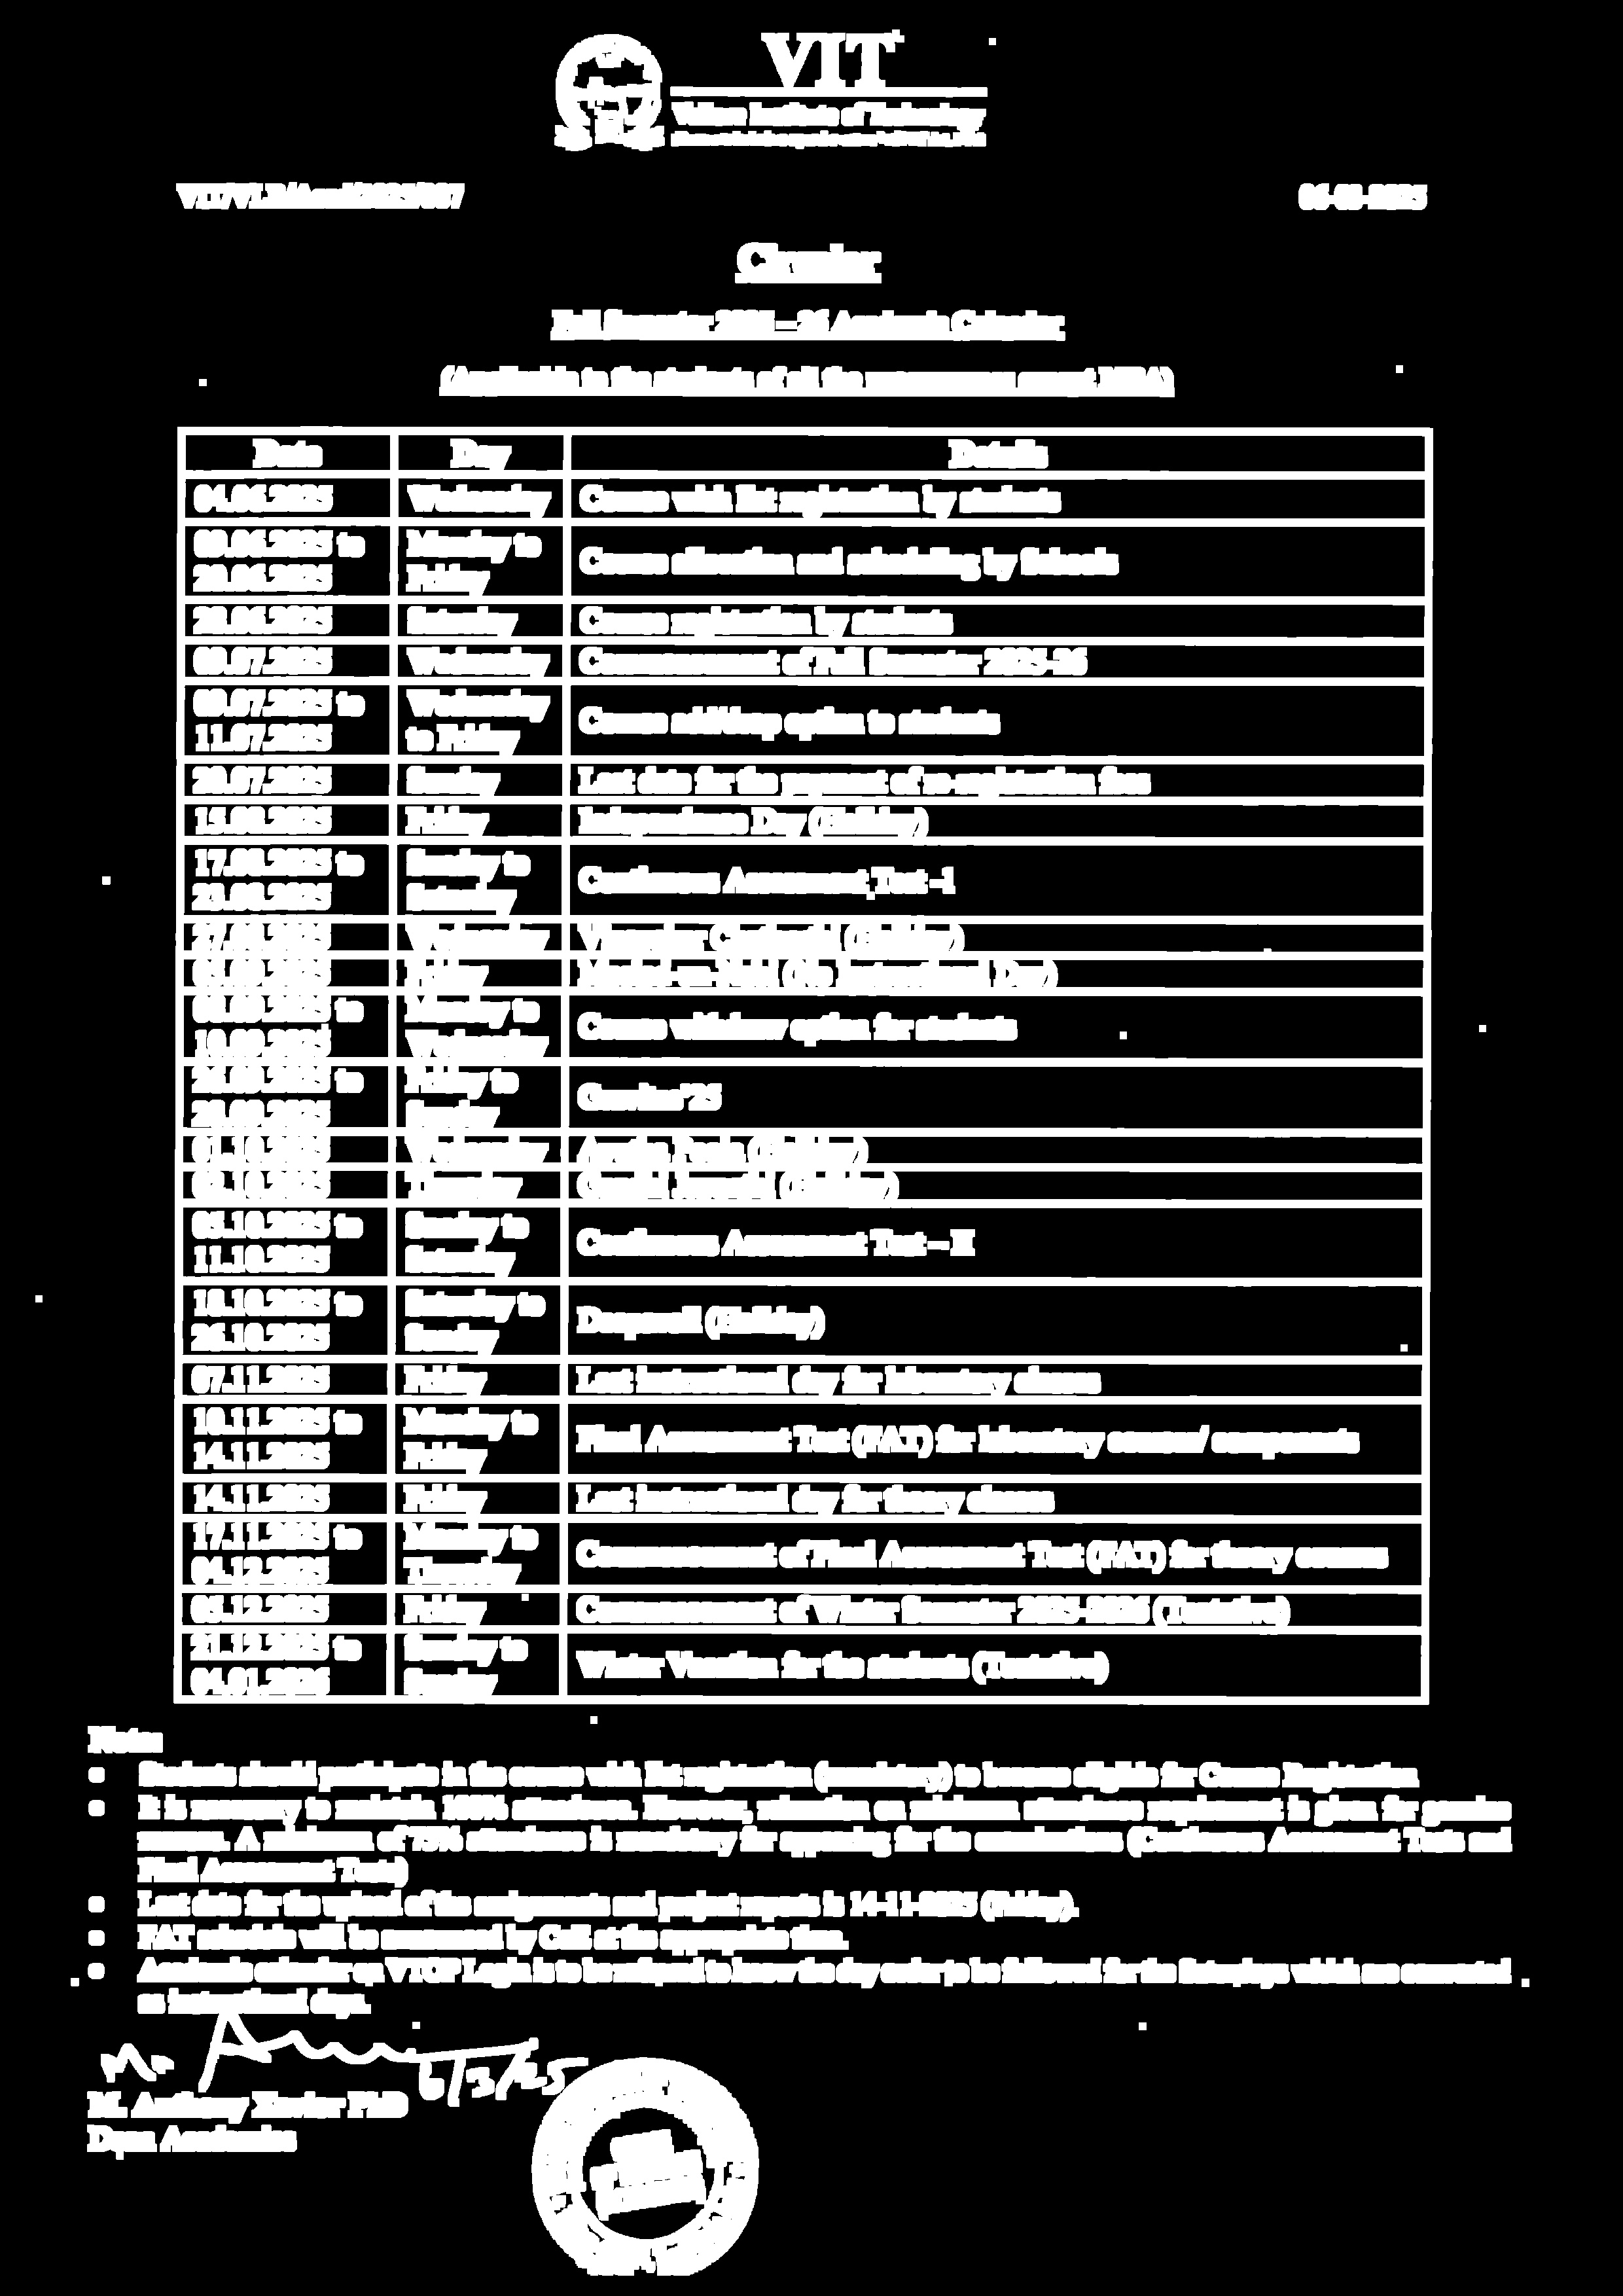 VIT
Vellore Institute of Technology
06-03-2025
Circular
Fall Semester 2025 – 26 Academic Calendar
(Applicable to the students of all the programmes except MBA)
Date Day Details
04.06.2025 Wednesday Course wish list registration by students
09.06.2025 to Monday to
20.06.2025 Friday
Course allocation and scheduling by Schools
28.06.2025 Saturday Course registration by students
09.07.2025 Wednesday Commencement of Fall Semester 2025-26
09.07.2025 to Wednesday
11.07.2025 to Friday
Course add/drop option to students
20.07.2025 Sunday Last date for the payment of re-registration fees
15.08.2025 Friday Independence Day (Holiday)
17.08.2025 to Sunday to
23.08.2025 Saturday
Continuous Assessment Test -I
27.08.2025 Wednesday Vinayakar Chathurthi (Holiday)
05.09.2025 Friday Meelad-un-Nabi (No Instructional Day)
08.09.2025 to Monday to
10.09.2025 Wednesday
Course withdraw option for students
26.09.2025 to Friday to
28.09.2025 Sunday
Gravitas'25
01.10.2025 Wednesday Ayutha Pooja (Holiday)
02.10.2025 Thursday Gandhi Jayanthi (Holiday)
05.10.2025 to Sunday to
11.10.2025 Saturday
Continuous Assessment Test – II
18.10.2025 to Saturday to
26.10.2025 Sunday
Deepavali (Holiday)
07.11.2025 Friday Last instructional day for laboratory classes
10.11.2025 to Monday to
14.11.2025 Friday
Final Assessment Test (FAT) for laboratory courses/ components
14.11.2025 Friday Last instructional day for theory classes
17.11.2025 to Monday to
04.12.2025 Thursday
Commencement of Final Assessment Test (FAT) for theory courses
05.12.2025 Friday Commencement of Winter Semester 2025-2026 (Tentative)
21.12.2025 to Sunday to
04.01.2026 Sunday
Winter Vacation for the students (Tentative)
Note:
Students should participate in the course wish list registration (mandatory) to become eligible for Course Registration
It is necessary to maintain 100% attendance. However, relaxation on minimum attendance requirement is given for genuine
reasons. A minimum of 75% attendance is mandatory for appearing for the examinations (Continuous Assessment Tests and
Final Assessment Test)
Last date for the upload of the assignments and project reports is 14-11-2025 (Friday).
FAT schedule will be announced by CoE at the appropriate time.
Academic calendar on VTOP Login is to be referred to know the day order to be followed for the Saturdays which are converted
as instructional days.
6/3/25
M. Anthony Xavier PhD
Dean Academics